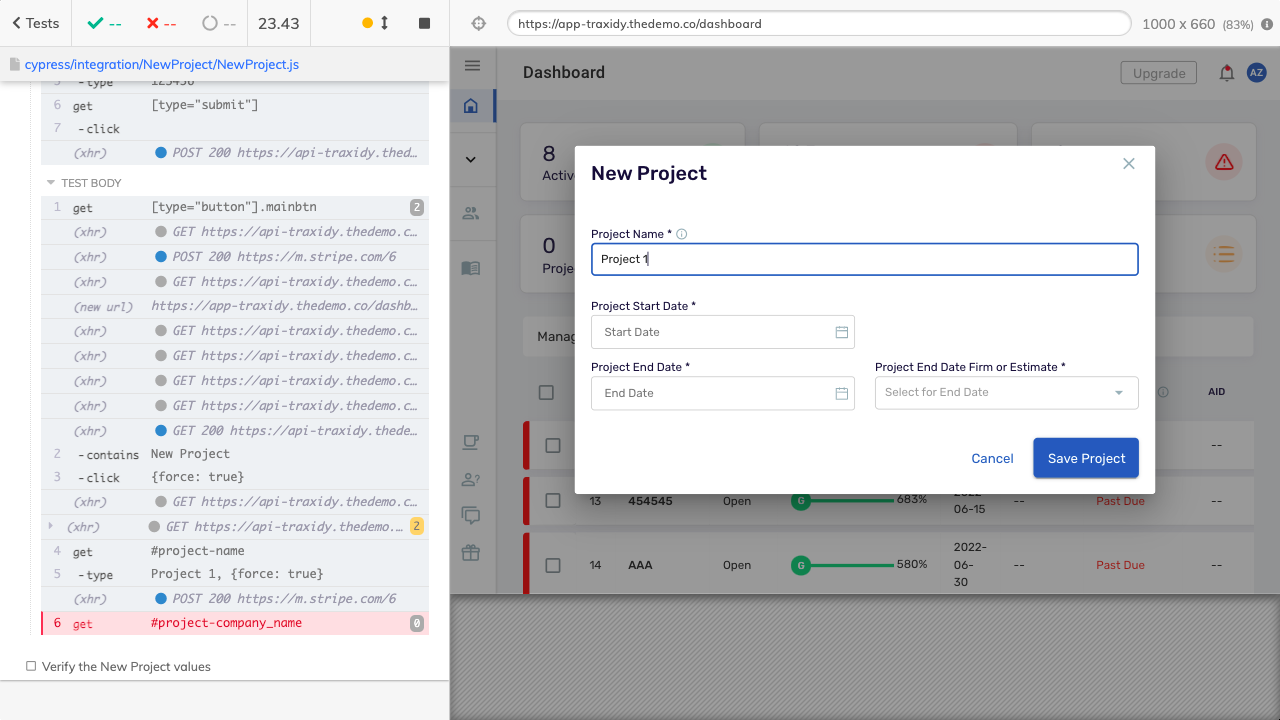 Tests
--
--
--
23.43
https://app-traxidy.thedemo.co/dashboard
1000 x 660 (83%)
cypress/integration/NewProject/NewProject.js
5 -type 123456
6 get [type="submit"]
7 -click
(xhr) POST 200 https://api-traxidy.thed…
TEST BODY
1 get [type="button"].mainbtn 2
(xhr) GET https://api-traxidy.thedemo.c…
(xhr) POST 200 https://m.stripe.com/6
(xhr) GET https://api-traxidy.thedemo.c…
(new url) https://app-traxidy.thedemo.co/dashb…
(xhr) GET https://api-traxidy.thedemo.c…
(xhr) GET https://api-traxidy.thedemo.c…
(xhr) GET https://api-traxidy.thedemo.c…
(xhr) GET https://api-traxidy.thedemo.c…
(xhr) GET 200 https://api-traxidy.thede…
2 -contains New Project
3 -click {force: true}
(xhr) GET https://api-traxidy.thedemo.c…
(xhr) GET https://api-traxidy.thedemo.… 2
4 get #project-name
5 -type Project 1, {force: true}
(xhr) POST 200 https://m.stripe.com/6
6 get #project-company_name 0
Verify the New Project values
Dashboard
Upgrade
AZ
8
Active
0
Proje
Manag
New Project
Project Name *
Project 1
Project Start Date *
Start Date
Project End Date * Project End Date Firm or Estimate *
End Date Select for End Date
Cancel Save Project
AID
--
13 454545 Open G 683% 2022-
06-15 -- Past Due --
14 AAA Open G 580% 2022-
06- -- Past Due --
30